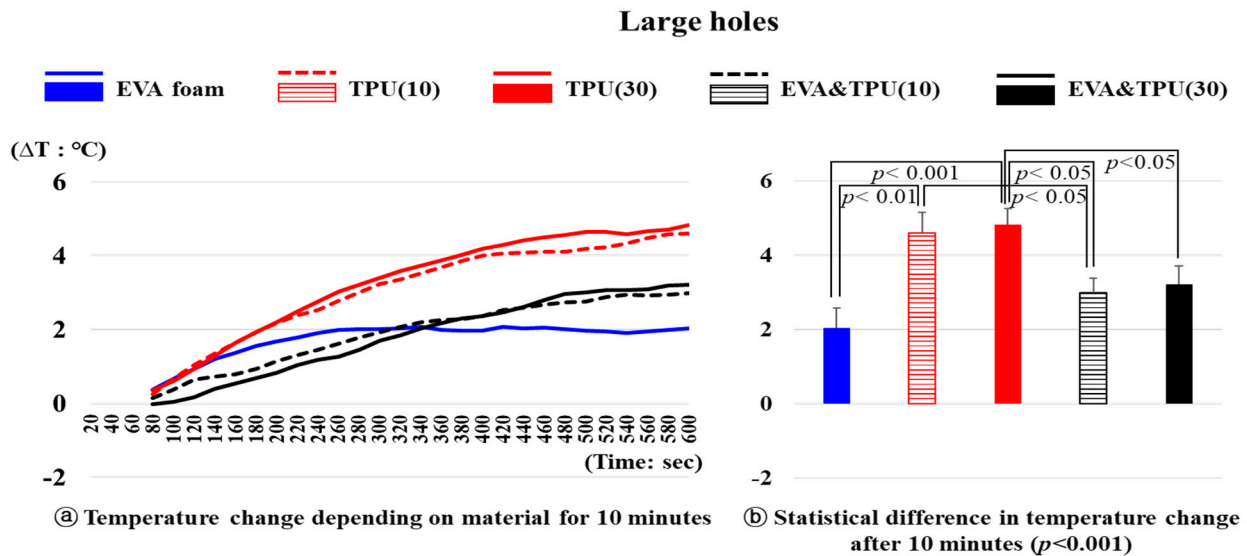 Large holes
EVA foam TPU(10) TPU(30) EVA&TPU(10) EVA&TPU(30)
(ΔT : °C)
6
4
2
0
-2
20 40 60 80 100 120 140 160 180 200 220 240 260 280 300 320 340 360 380 400 420 440 460 480 500 520 540 560 580 600
(Time: sec)
ⓐ Temperature change depending on material for 10 minutes
p<0.05
p< 0.001 p< 0.05
p< 0.01 p< 0.05
6
4
2
0
-2
ⓑ Statistical difference in temperature change
after 10 minutes (p<0.001)